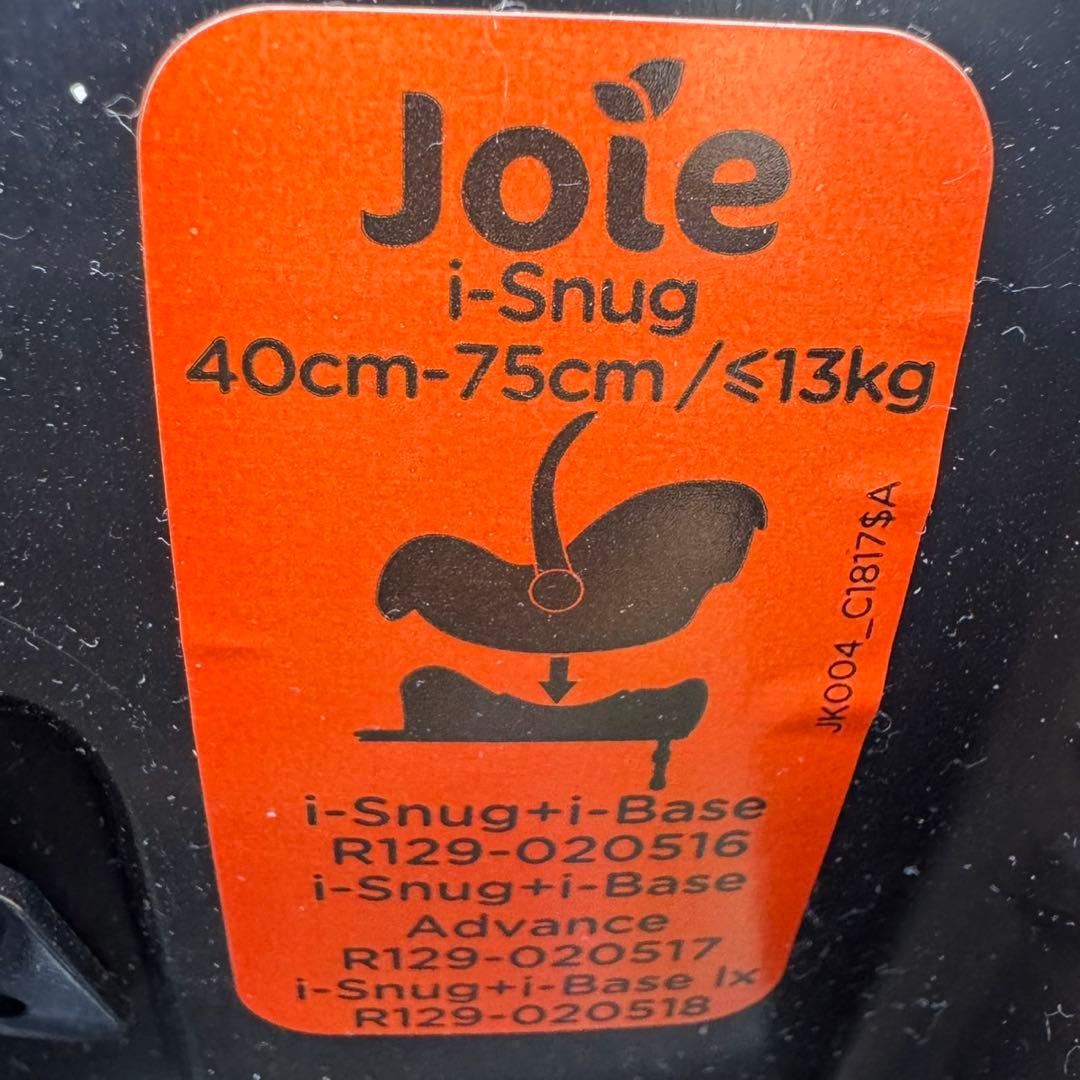 Joie
i-Snug
40cm-75cm/≤13kg
JK004_C1817$A
i-Snug+i-Base
R129-020516
i-Snug+i-Base
Advance
R129-020517
i-Snug+i-Base lx
R129-020518